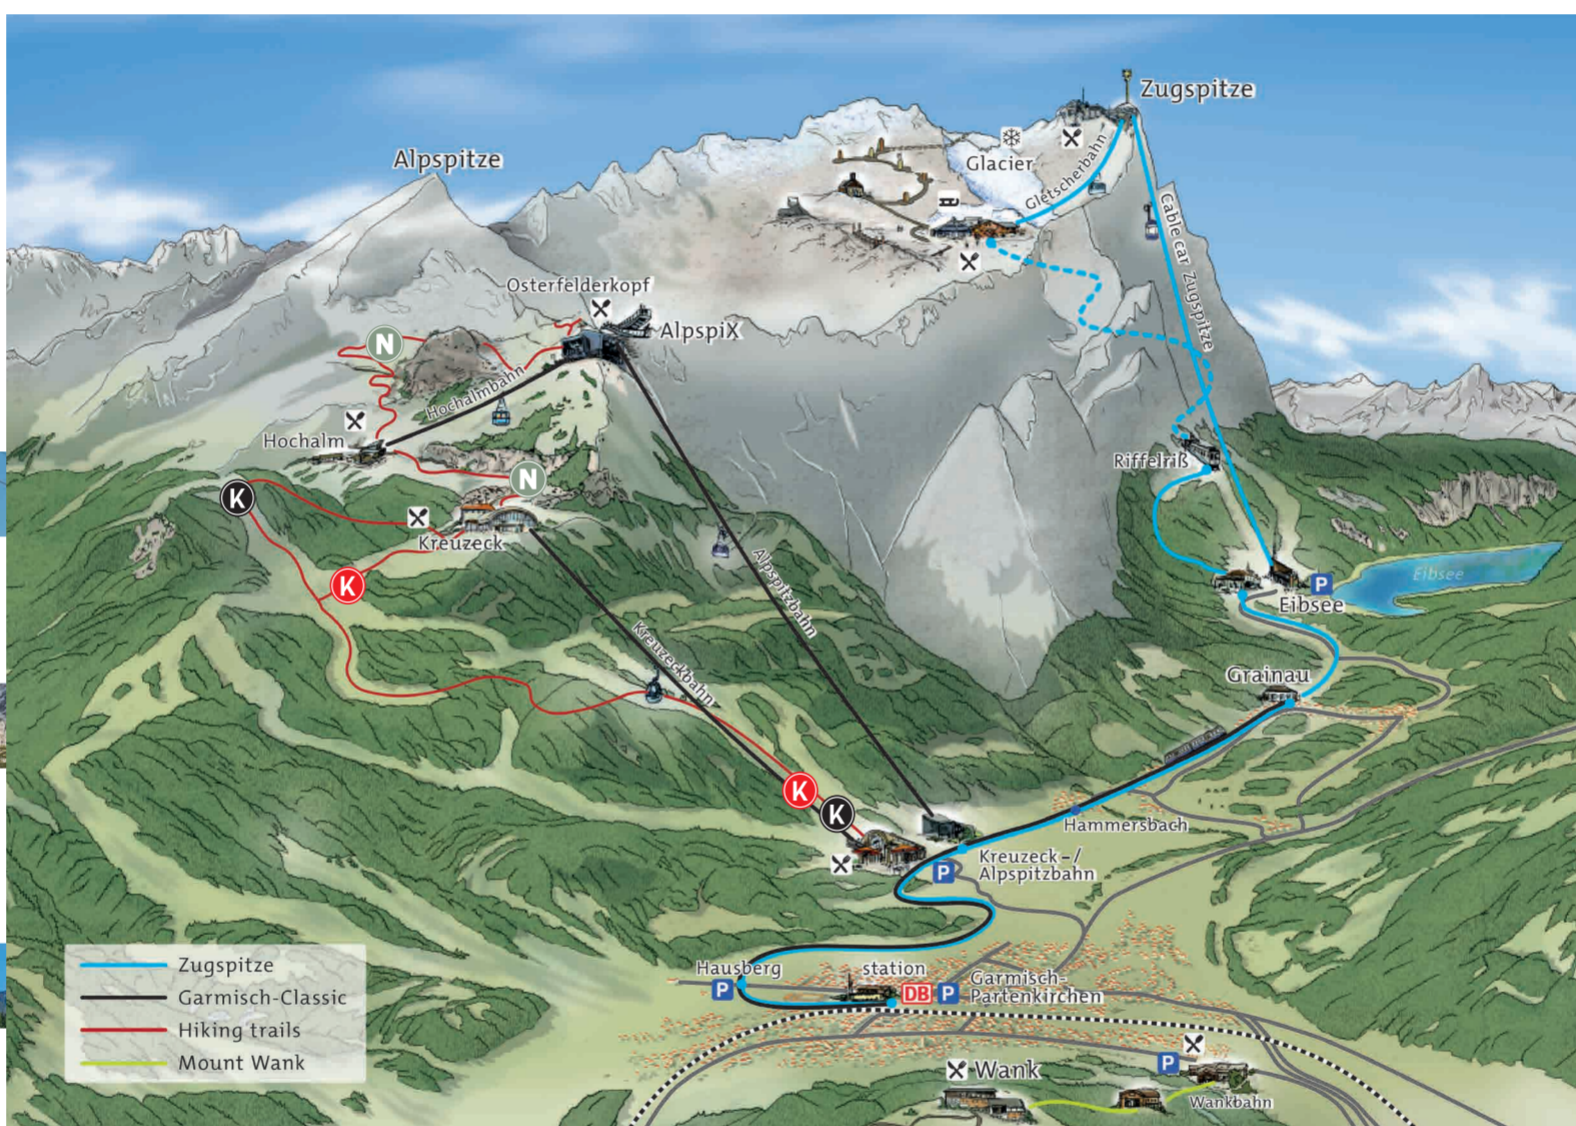 Zugspitze
Alpspitze
Glacier
Gletscherbahn
Cable car Zugspitze
Osterfelderkopf
AlpspiX
N
Hochalmbahn
Hochalm
Riffelriß
N
K
Kreuzeck
Alpspitzbahn
Eibsee
K
P
Eibsee
Kreuzeckbahn
Grainau
K
K
Hammersbach
Kreuzeck-/
Alpspitzbahn
P
Hausberg
station
Garmisch-
Partenkirchen
P
DB
P
Zugspitze
Garmisch-Classic
Hiking trails
Mount Wank
P
Wank
Wankbahn